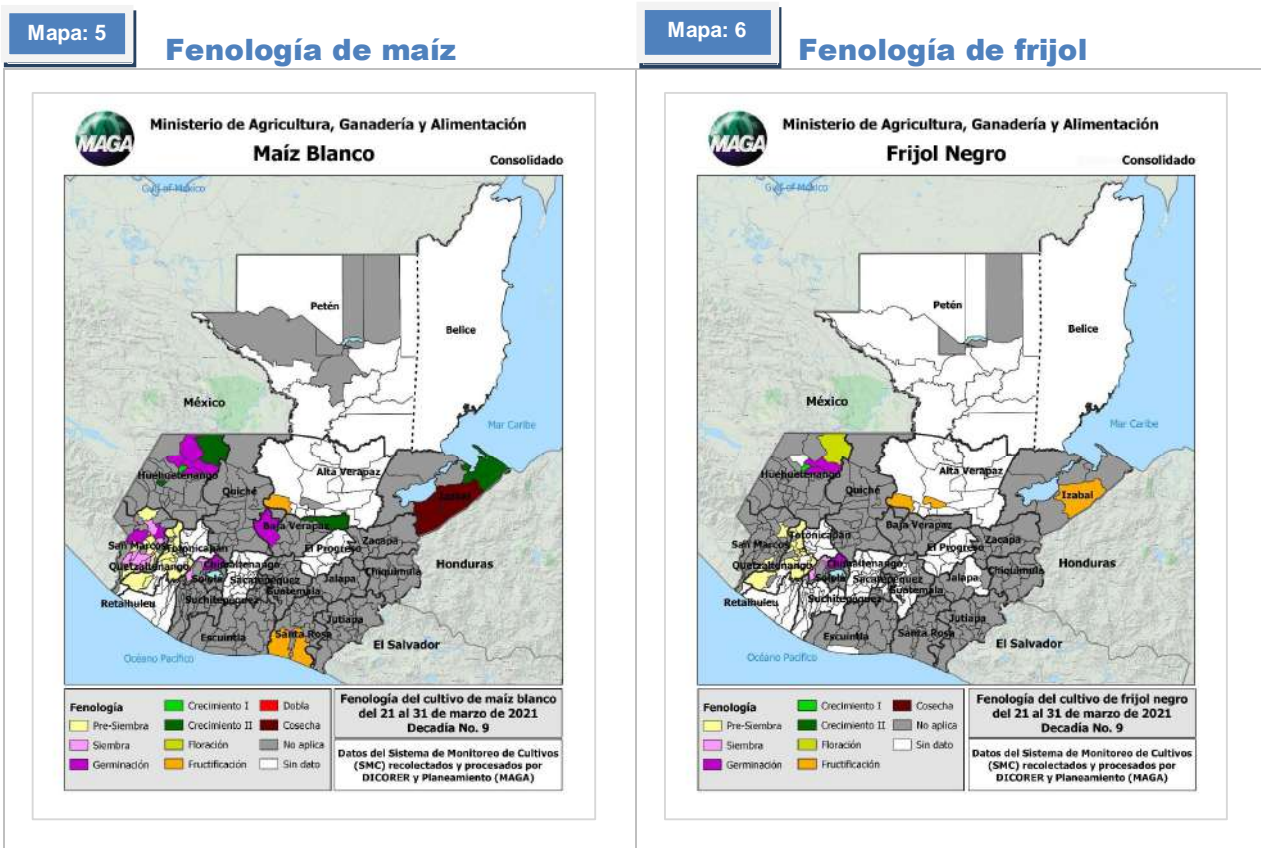 Mapa: 5
Fenología de maíz
MAGA
Ministerio de Agricultura, Ganadería y Alimentación
Maíz Blanco
Consolidado
Gulf of México
Petén
Belice
México
Mar Caribe
Alta Verapaz
Huehuetenango
Quiché
Izabal
Baja Verapaz
San Marcos
Totonicapán
El Progreso
Zacapa
Quetzaltenango
Chimaltenango
Honduras
Sololá
Sacatepéquez
Jalapa
Chiquimula
Retalhuleu
Suchitepéquez
Guatemala
Jutiapa
Escuintla
Santa Rosa
El Salvador
Océano Pacífico
Fenología
Pre-Siembra
Siembra
Germinación
Crecimiento I
Crecimiento II
Floración
Fructificación
Dobla
Cosecha
No aplica
Sin dato
Fenología del cultivo de maíz blanco
del 21 al 31 de marzo de 2021
Decadía No. 9
Datos del Sistema de Monitoreo de Cultivos
(SMC) recolectados y procesados por
DICORER y Planeamiento (MAGA)
Mapa: 6
Fenología de frijol
MAGA
Ministerio de Agricultura, Ganadería y Alimentación
Frijol Negro
Consolidado
Gulf of México
Petén
Belice
México
Mar Caribe
Alta Verapaz
Huehuetenango
Quiché
Izabal
Baja Verapaz
San Marcos
Totonicapán
El Progreso
Zacapa
Quetzaltenango
Chimaltenango
Honduras
Sololá
Sacatepéquez
Jalapa
Chiquimula
Retalhuleu
Suchitepéquez
Guatemala
Jutiapa
Escuintla
Santa Rosa
El Salvador
Océano Pacífico
Fenología
Pre-Siembra
Siembra
Germinación
Crecimiento I
Crecimiento II
Floración
Fructificación
Cosecha
No aplica
Sin dato
Fenología del cultivo de frijol negro
del 21 al 31 de marzo de 2021
Decadía No. 9
Datos del Sistema de Monitoreo de Cultivos
(SMC) recolectados y procesados por
DICORER y Planeamiento (MAGA)